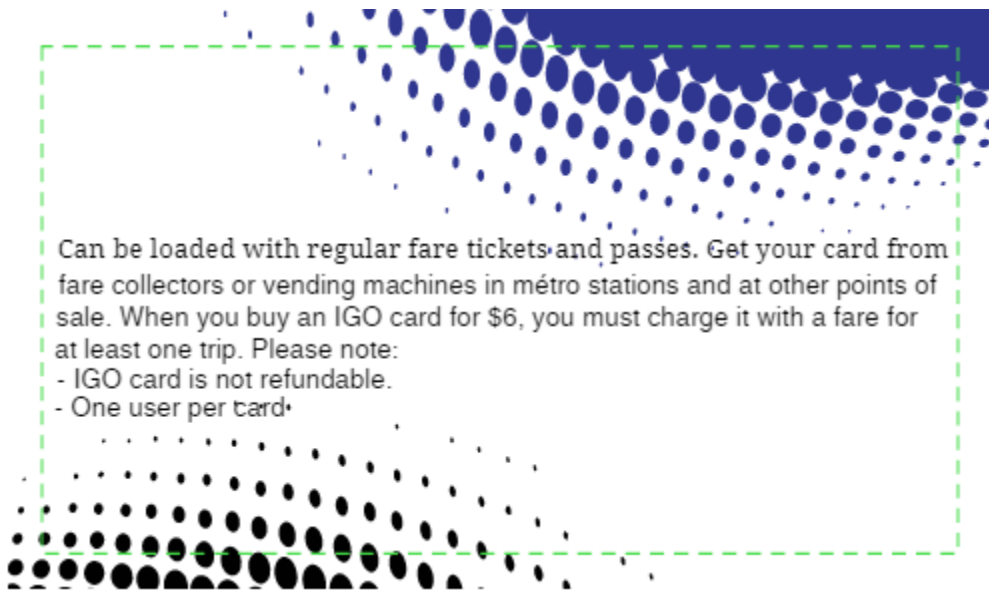 Can be loaded with regular fare tickets and passes. Get your card from
fare collectors or vending machines in métro stations and at other points of
sale. When you buy an IGO card for $6, you must charge it with a fare for
at least one trip. Please note:
- IGO card is not refundable.
- One user per card.